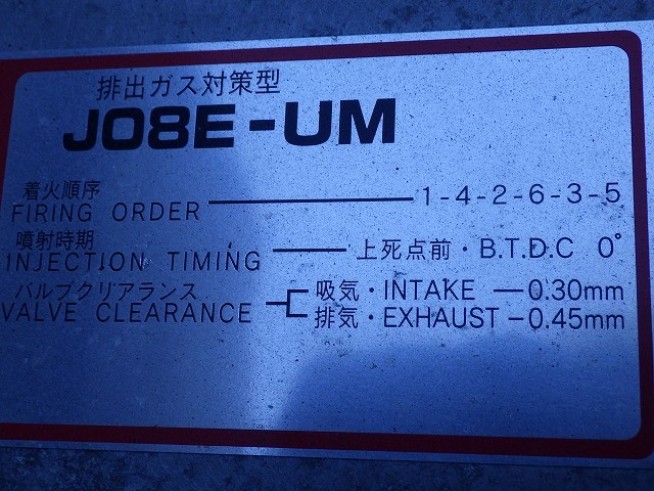 排出ガス対策型
J08E-UM
着火順序
FIRING ORDER 1-4-2-6-3-5
噴射時期
INJECTION TIMING 上死点前・B.T.D.C 0°
バルブクリアランス 吸気・INTAKE 0.30mm
VALVE CLEARANCE 排気・EXHAUST 0.45mm